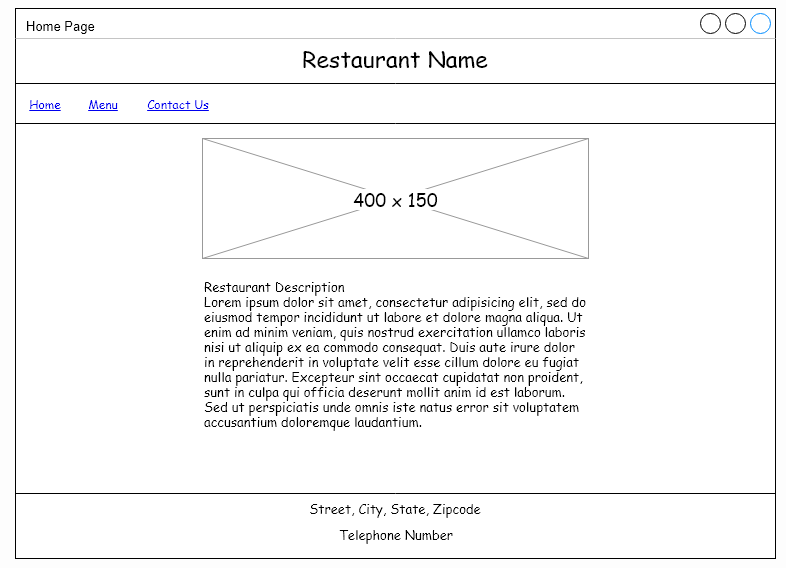 Home Page
Restaurant Name
Home Menu Contact Us
400 x 150
Restaurant Description
Lorem ipsum dolor sit amet, consectetur adipisicing elit, sed do
eiusmod tempor incididunt ut labore et dolore magna aliqua. Ut
enim ad minim veniam, quis nostrud exercitation ullamco laboris
nisi ut aliquip ex ea commodo consequat. Duis aute irure dolor
in reprehenderit in voluptate velit esse cillum dolore eu fugiat
nulla pariatur. Excepteur sint occaecat cupidatat non proident,
sunt in culpa qui officia deserunt mollit anim id est laborum.
Sed ut perspiciatis unde omnis iste natus error sit voluptatem
accusantium doloremque laudantium.
Street, City, State, Zipcode
Telephone Number